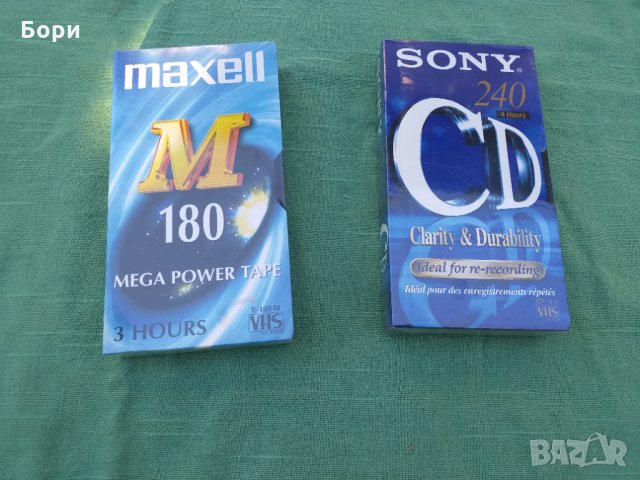 Бори
maxell
M
180
MEGA POWER TAPE
3 HOURS
E-180 M
VHS
SONY
240
4 Hours
CD
Clarity & Durability
Ideal for re-recording
Idéal pour des enregistrements répétés
VHS
BAZAR